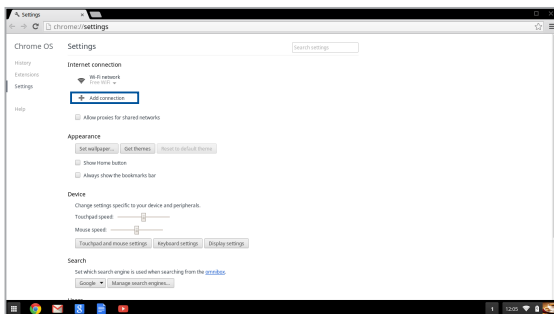 Settings
chrome://settings
Chrome OS
Settings
Search settings
History
Extensions
Settings
Help
Internet connection
Wi-Fi network
Free WiFi
Add connection
Allow proxies for shared networks
Appearance
Set wallpaper... Get themes Reset to default theme
Show Home button
Always show the bookmarks bar
Device
Change settings specific to your device and peripherals.
Touchpad speed:
Mouse speed:
Touchpad and mouse settings Keyboard settings Display settings
Search
Set which search engine is used when searching from the omnibox.
Google Manage search engines...
1 12:05